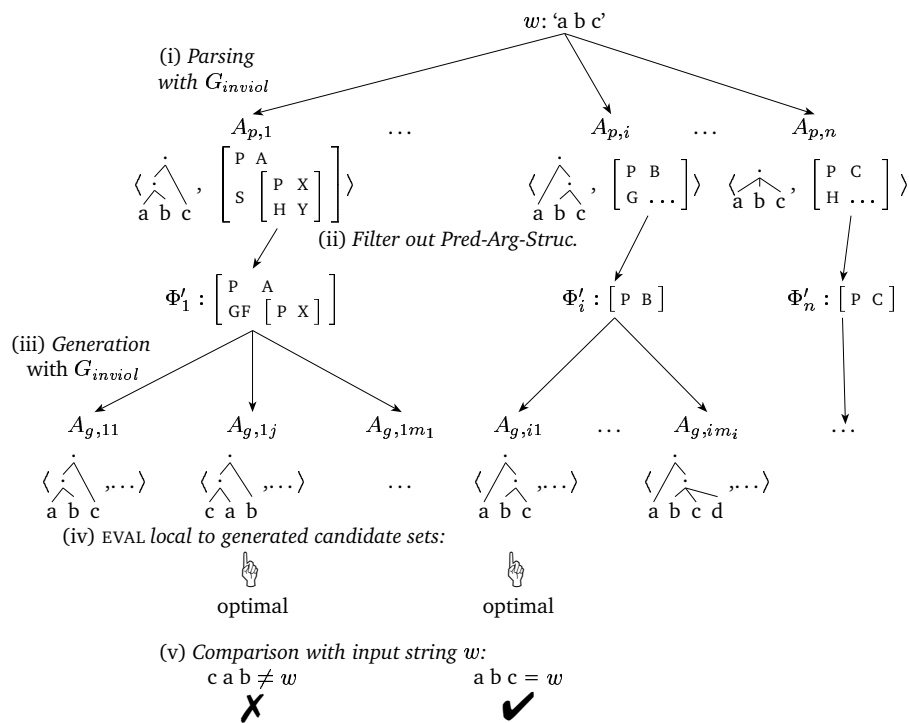 w: ‘a b c’
(i) Parsing
with G_inviol
A_p,1 … A_p,i … A_p,n
⟨ a b c , [ P A S [ P X H Y ] ] ⟩ ⟨ a b c , [ P B G … ] ⟩ ⟨ a b c , [ P C H … ] ⟩
(ii) Filter out Pred-Arg-Struc.
Φ′_1 : [ P A GF [ P X ] ] Φ′_i : [ P B ] Φ′_n : [ P C ]
(iii) Generation
with G_inviol
A_g,11 A_g,1j A_g,1m_1 A_g,i1 … A_g,im_i …
⟨ a b c ,…⟩ ⟨ c a b ,…⟩ … ⟨ a b c ,…⟩ ⟨ a b c d ,…⟩
(iv) EVAL local to generated candidate sets:
optimal optimal
(v) Comparison with input string w:
c a b ≠ w a b c = w
✗ ✔